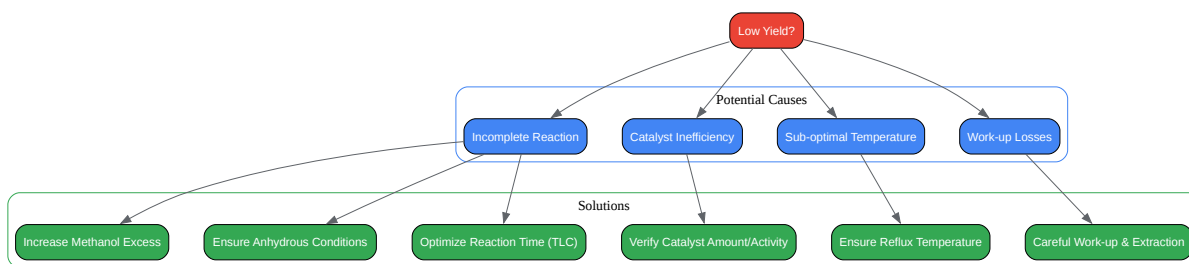 Low Yield?
Potential Causes
Incomplete Reaction
Catalyst Inefficiency
Sub-optimal Temperature
Work-up Losses
Solutions
Increase Methanol Excess
Ensure Anhydrous Conditions
Optimize Reaction Time (TLC)
Verify Catalyst Amount/Activity
Ensure Reflux Temperature
Careful Work-up & Extraction